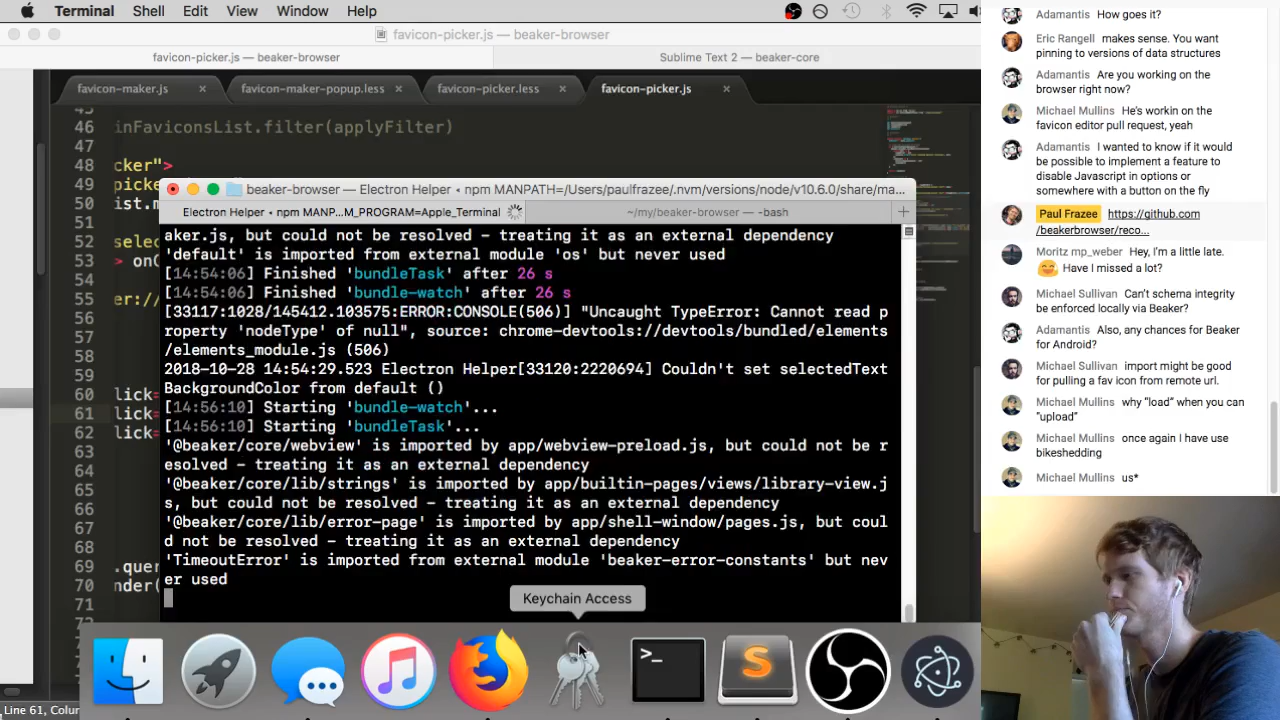 Terminal Shell Edit View Window Help
favicon-picker.js — beaker-browser
favicon-picker.js — beaker-browser
Sublime Text 2 — beaker-core
favicon-maker.js
favicon-maker-popup.less
favicon-picker.less
favicon-picker.js
46 inFaviconsList.filter(applyFilter)
47
48 cker">
49 picke
50 ist.m
51
52 selec
53 > on(
54
55 er://
56
57
58
59
60 lick=
61 lick=
62 lick=
63
64
65
66
67
68
69 .quer
70 nder(
71
beaker-browser — Electron Helper ◂ npm MANPATH=/Users/paulfrazee/.nvm/versions/node/v10.6.0/share/ma...
Electron Helper ◂ npm MANP...M_PROGRAM=Apple_Terminal
~/my/beaker-browser — -bash
aker.js, but could not be resolved – treating it as an external dependency
'default' is imported from external module 'os' but never used
[14:54:06] Finished 'bundleTask' after 26 s
[14:54:06] Finished 'bundle-watch' after 26 s
[33117:1028/145412.103575:ERROR:CONSOLE(506)] "Uncaught TypeError: Cannot read p
roperty 'nodeType' of null", source: chrome-devtools://devtools/bundled/elements
/elements_module.js (506)
2018-10-28 14:54:29.523 Electron Helper[33120:2220694] Couldn't set selectedText
BackgroundColor from default ()
[14:56:10] Starting 'bundle-watch'...
[14:56:10] Starting 'bundleTask'...
'@beaker/core/webview' is imported by app/webview-preload.js, but could not be r
esolved – treating it as an external dependency
'@beaker/core/lib/strings' is imported by app/builtin-pages/views/library-view.j
s, but could not be resolved – treating it as an external dependency
'@beaker/core/lib/error-page' is imported by app/shell-window/pages.js, but coul
d not be resolved – treating it as an external dependency
'TimeoutError' is imported from external module 'beaker-error-constants' but nev
er used
Keychain Access
Line 61, Colur
Adamantis How goes it?
Eric Rangell makes sense. You want
pinning to versions of data structures
Adamantis Are you working on the
browser right now?
Michael Mullins He's workin on the
favicon editor pull request, yeah
Adamantis I wanted to know if it would
be possible to implement a feature to
disable Javascript in options or
somewhere with a button on the fly
Paul Frazee https://github.com
/beakerbrowser/reco...
Moritz mp_weber Hey, I'm a little late.
Have I missed a lot?
Michael Sullivan Can't schema integrity
be enforced locally via Beaker?
Adamantis Also, any chances for Beaker
for Android?
Michael Sullivan import might be good
for pulling a fav icon from remote url.
Michael Mullins why "load" when you can
"upload"
Michael Mullins once again I have use
bikeshedding
Michael Mullins us*